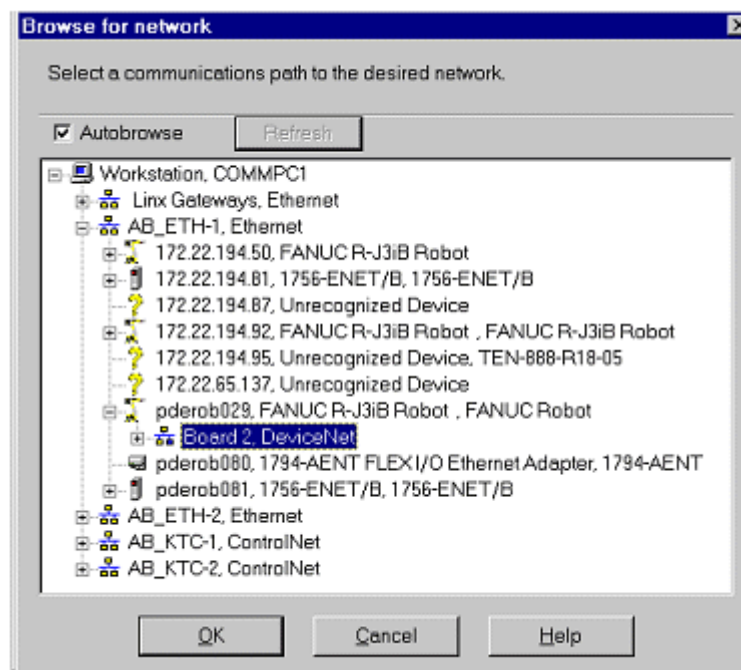 Browse for network
Select a communications path to the desired network.
Autobrowse
Refresh
Workstation, COMMPC1
Linx Gateways, Ethernet
AB_ETH-1, Ethernet
172.22.194.50, FANUC R-J3iB Robot
172.22.194.81, 1756-ENET/B, 1756-ENET/B
172.22.194.87, Unrecognized Device
172.22.194.92, FANUC R-J3iB Robot , FANUC R-J3iB Robot
172.22.194.95, Unrecognized Device, TEN-888-R18-05
172.22.65.137, Unrecognized Device
pderob029, FANUC R-J3iB Robot , FANUC Robot
Board 2, DeviceNet
pderob080, 1794-AENT FLEX I/O Ethernet Adapter, 1794-AENT
pderob081, 1756-ENET/B, 1756-ENET/B
AB_ETH-2, Ethernet
AB_KTC-1, ControlNet
AB_KTC-2, ControlNet
OK
Cancel
Help